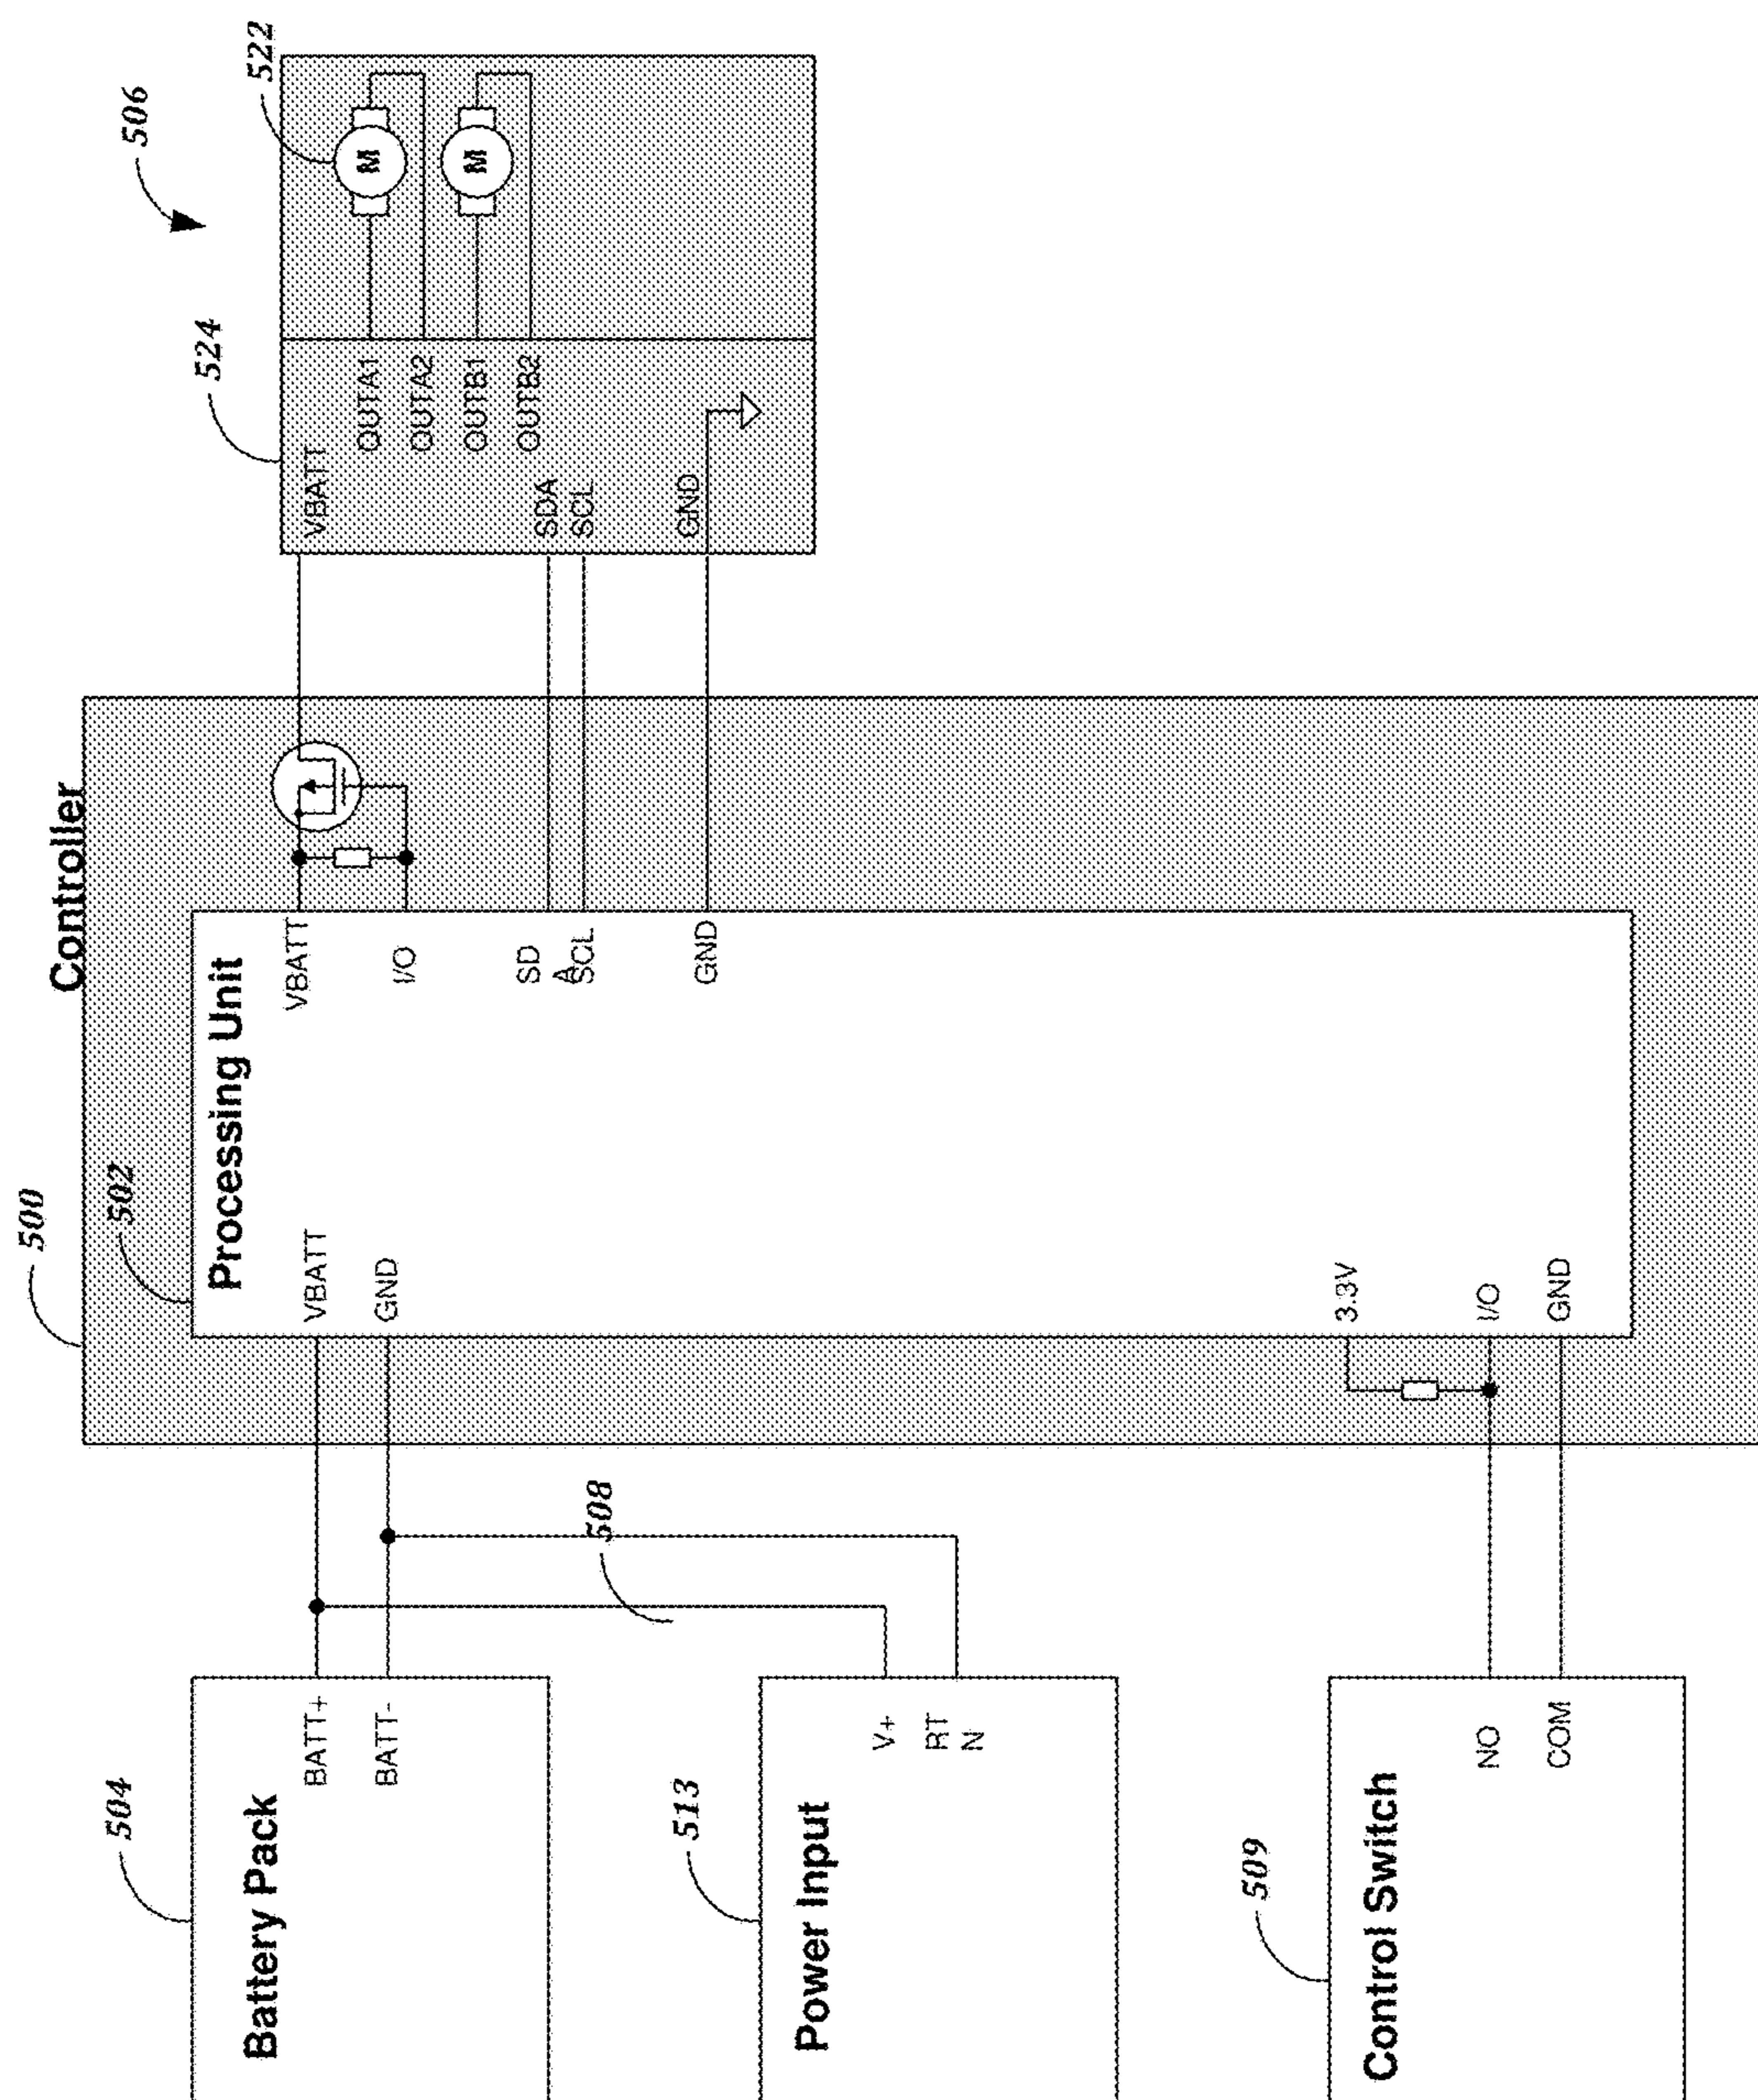 Controller
500
502
Processing Unit
VBATT
GND
3.3V
I/O
GND
VBATT
I/O
SD
A
SCL
GND
504
Battery Pack
BATT+
BATT-
508
513
Power Input
V+
RT
N
509
Control Switch
NO
COM
506
524
522
VBATT
OUTA1
OUTA2
OUTB1
OUTB2
SDA
SCL
GND
M
M